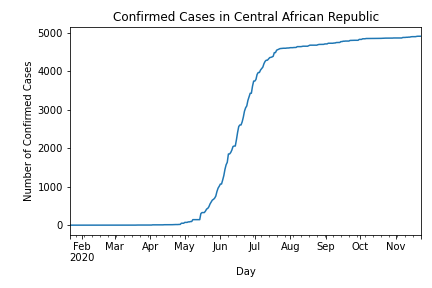 Confirmed Cases in Central African Republic
Number of Confirmed Cases
5000
4000
3000
2000
1000
0
Feb Mar Apr May Jun Jul Aug Sep Oct Nov
2020
Day